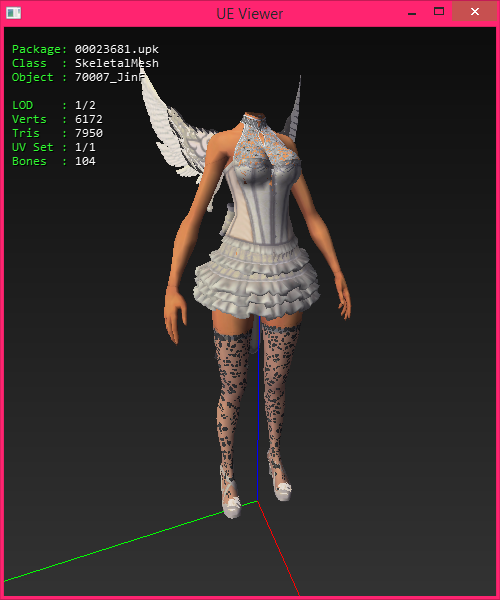 UE Viewer
Package: 00023681.upk
Class : SkeletalMesh
Object : 70007_JinF
LOD : 1/2
Verts : 6172
Tris : 7950
UV Set : 1/1
Bones : 104